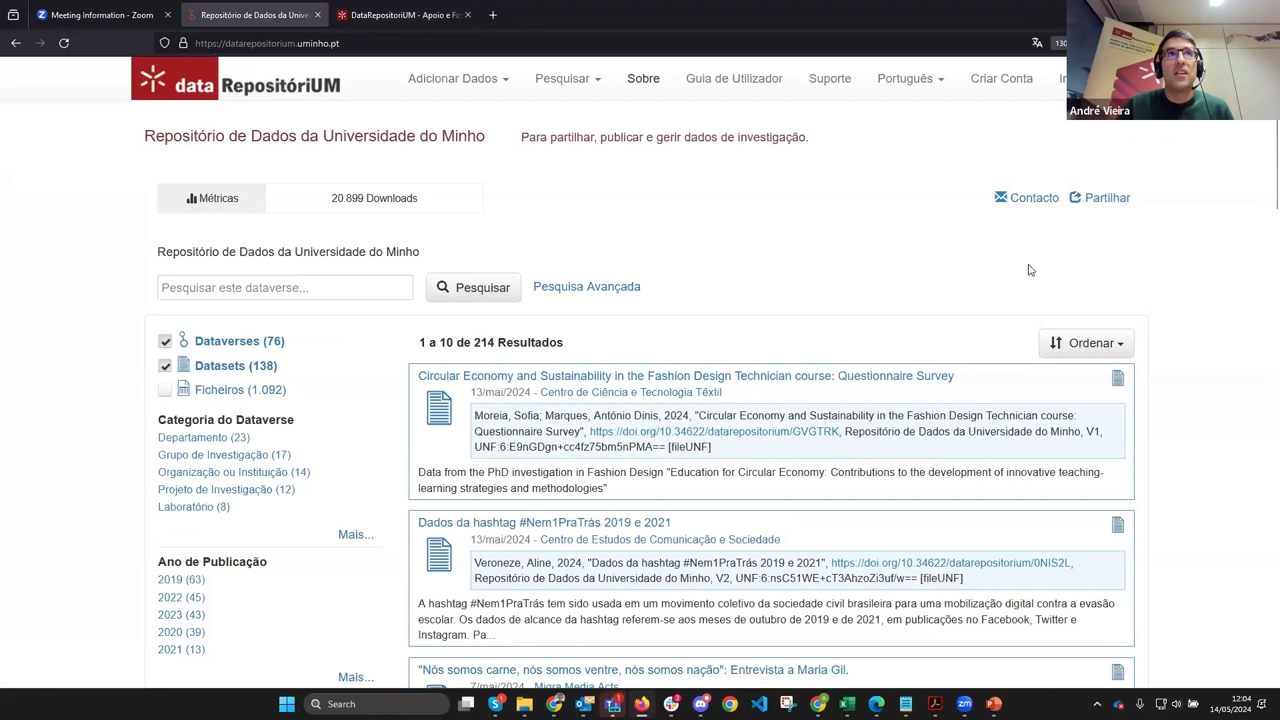 Meeting Information - Zoom
Repositório de Dados da Unive
DataRepositoriUM - Apoio e Fo
https://datarepositorium.uminho.pt
130
André Vieira
data RepositóriUM
Adicionar Dados
Pesquisar
Sobre
Guia de Utilizador
Suporte
Português
Criar Conta
Repositório de Dados da Universidade do Minho
Para partilhar, publicar e gerir dados de investigação.
Métricas
20.899 Downloads
Contacto
Partilhar
Repositório de Dados da Universidade do Minho
Pesquisar este dataverse...
Pesquisar
Pesquisa Avançada
Dataverses (76)
Datasets (138)
Ficheiros (1.092)
Categoria do Dataverse
Departamento (23)
Grupo de Investigação (17)
Organização ou Instituição (14)
Projeto de Investigação (12)
Laboratório (8)
Mais...
Ano de Publicação
2019 (63)
2022 (45)
2023 (43)
2020 (39)
2021 (13)
Mais...
1 a 10 de 214 Resultados
Ordenar
Circular Economy and Sustainability in the Fashion Design Technician course: Questionnaire Survey
13/mai/2024 - Centro de Ciência e Tecnologia Têxtil
Moreia, Sofia; Marques, António Dinis, 2024, "Circular Economy and Sustainability in the Fashion Design Technician course:
Questionnaire Survey", https://doi.org/10.34622/datarepositorium/GVGTRK, Repositório de Dados da Universidade do Minho, V1,
UNF:6:E9nGDgn+cc4fz75bm5nPMA== [fileUNF]
Data from the PhD investigation in Fashion Design "Education for Circular Economy: Contributions to the development of innovative teaching-
learning strategies and methodologies"
Dados da hashtag #Nem1PraTrás 2019 e 2021
13/mai/2024 - Centro de Estudos de Comunicação e Sociedade
Veroneze, Aline, 2024, "Dados da hashtag #Nem1PraTrás 2019 e 2021", https://doi.org/10.34622/datarepositorium/0NIS2L,
Repositório de Dados da Universidade do Minho, V2, UNF:6:nsC51WE+cT3AhzoZi3uf/w== [fileUNF]
A hashtag #Nem1PraTrás tem sido usada em um movimento coletivo da sociedade civil brasileira para uma mobilização digital contra a evasão
escolar. Os dados de alcance da hashtag referem-se aos meses de outubro de 2019 e de 2021, em publicações no Facebook, Twitter e
Instagram. Pa...
"Nós somos carne, nós somos ventre, nós somos nação": Entrevista a Maria Gil.
7/mai/2024 - Migra Media Acts
Search
12:04
14/05/2024